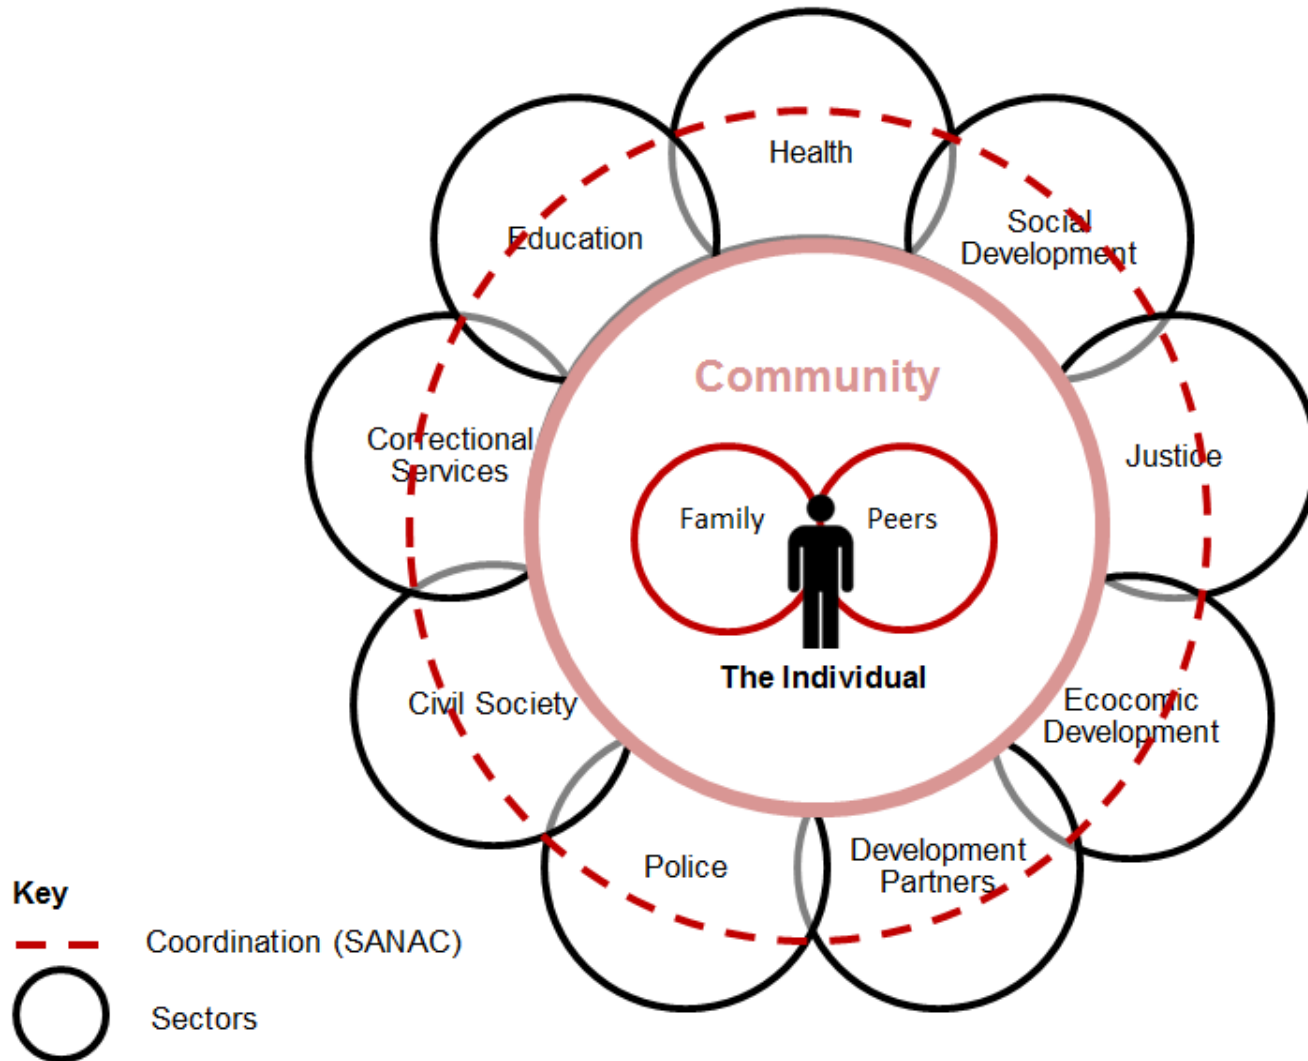 Health
Social
Development
Education
Community
Correctional
Services
Justice
Family
Peers
The Individual
Civil Society
Ecocomic
Development
Police
Development
Partners
Key
Coordination (SANAC)
Sectors